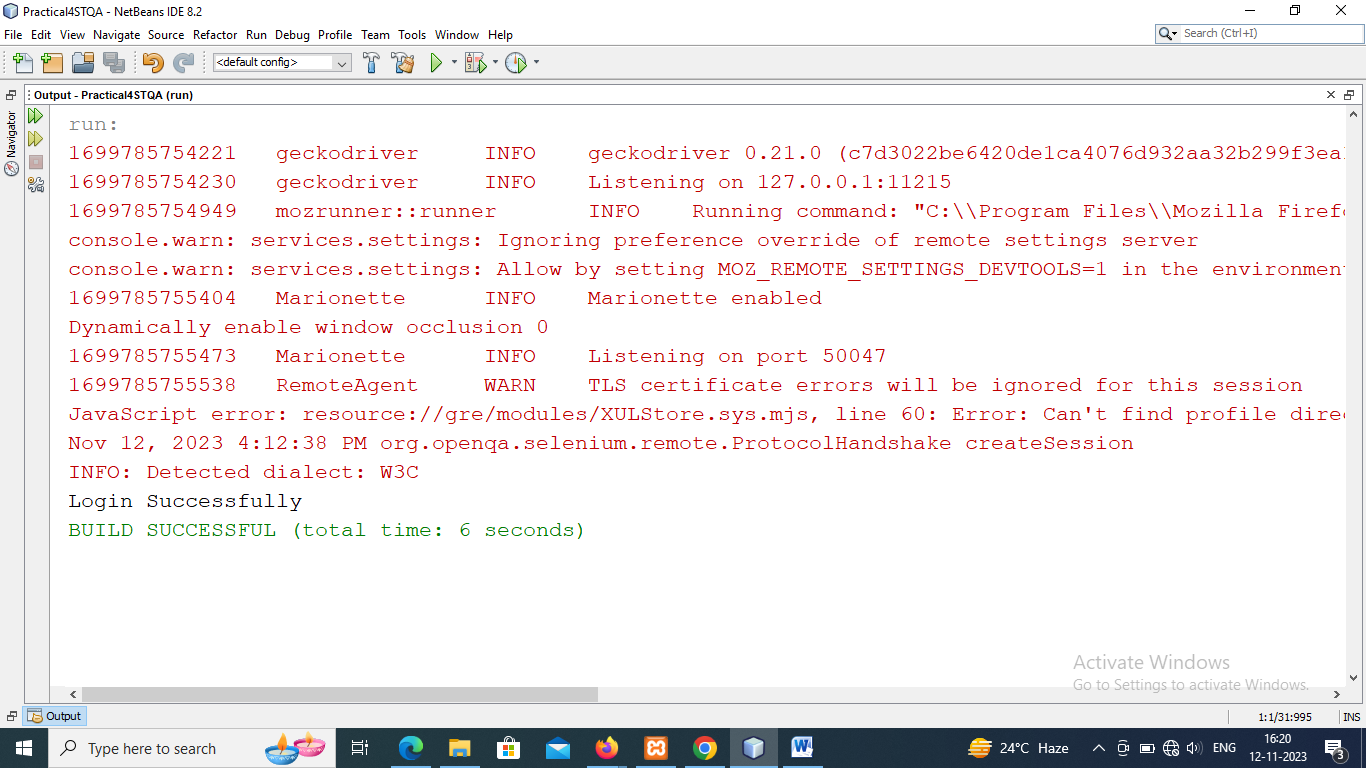 Practical4STQA - NetBeans IDE 8.2
File Edit View Navigate Source Refactor Run Debug Profile Team Tools Window Help
Search (Ctrl+I)
<default config>
Output - Practical4STQA (run)
Navigator
run:
1699785754221 geckodriver INFO geckodriver 0.21.0 (c7d3022be6420de1ca4076d932aa32b299f3ea
1699785754230 geckodriver INFO Listening on 127.0.0.1:11215
1699785754949 mozrunner::runner INFO Running command: "C:\\Program Files\\Mozilla Firefo
console.warn: services.settings: Ignoring preference override of remote settings server
console.warn: services.settings: Allow by setting MOZ_REMOTE_SETTINGS_DEVTOOLS=1 in the environmen
1699785755404 Marionette INFO Marionette enabled
Dynamically enable window occlusion 0
1699785755473 Marionette INFO Listening on port 50047
1699785755538 RemoteAgent WARN TLS certificate errors will be ignored for this session
JavaScript error: resource://gre/modules/XULStore.sys.mjs, line 60: Error: Can't find profile dire
Nov 12, 2023 4:12:38 PM org.openqa.selenium.remote.ProtocolHandshake createSession
INFO: Detected dialect: W3C
Login Successfully
BUILD SUCCESSFUL (total time: 6 seconds)
Activate Windows
Go to Settings to activate Windows.
Output
1:1/31:995 INS
Type here to search
24°C Haze
ENG
16:20
12-11-2023
3